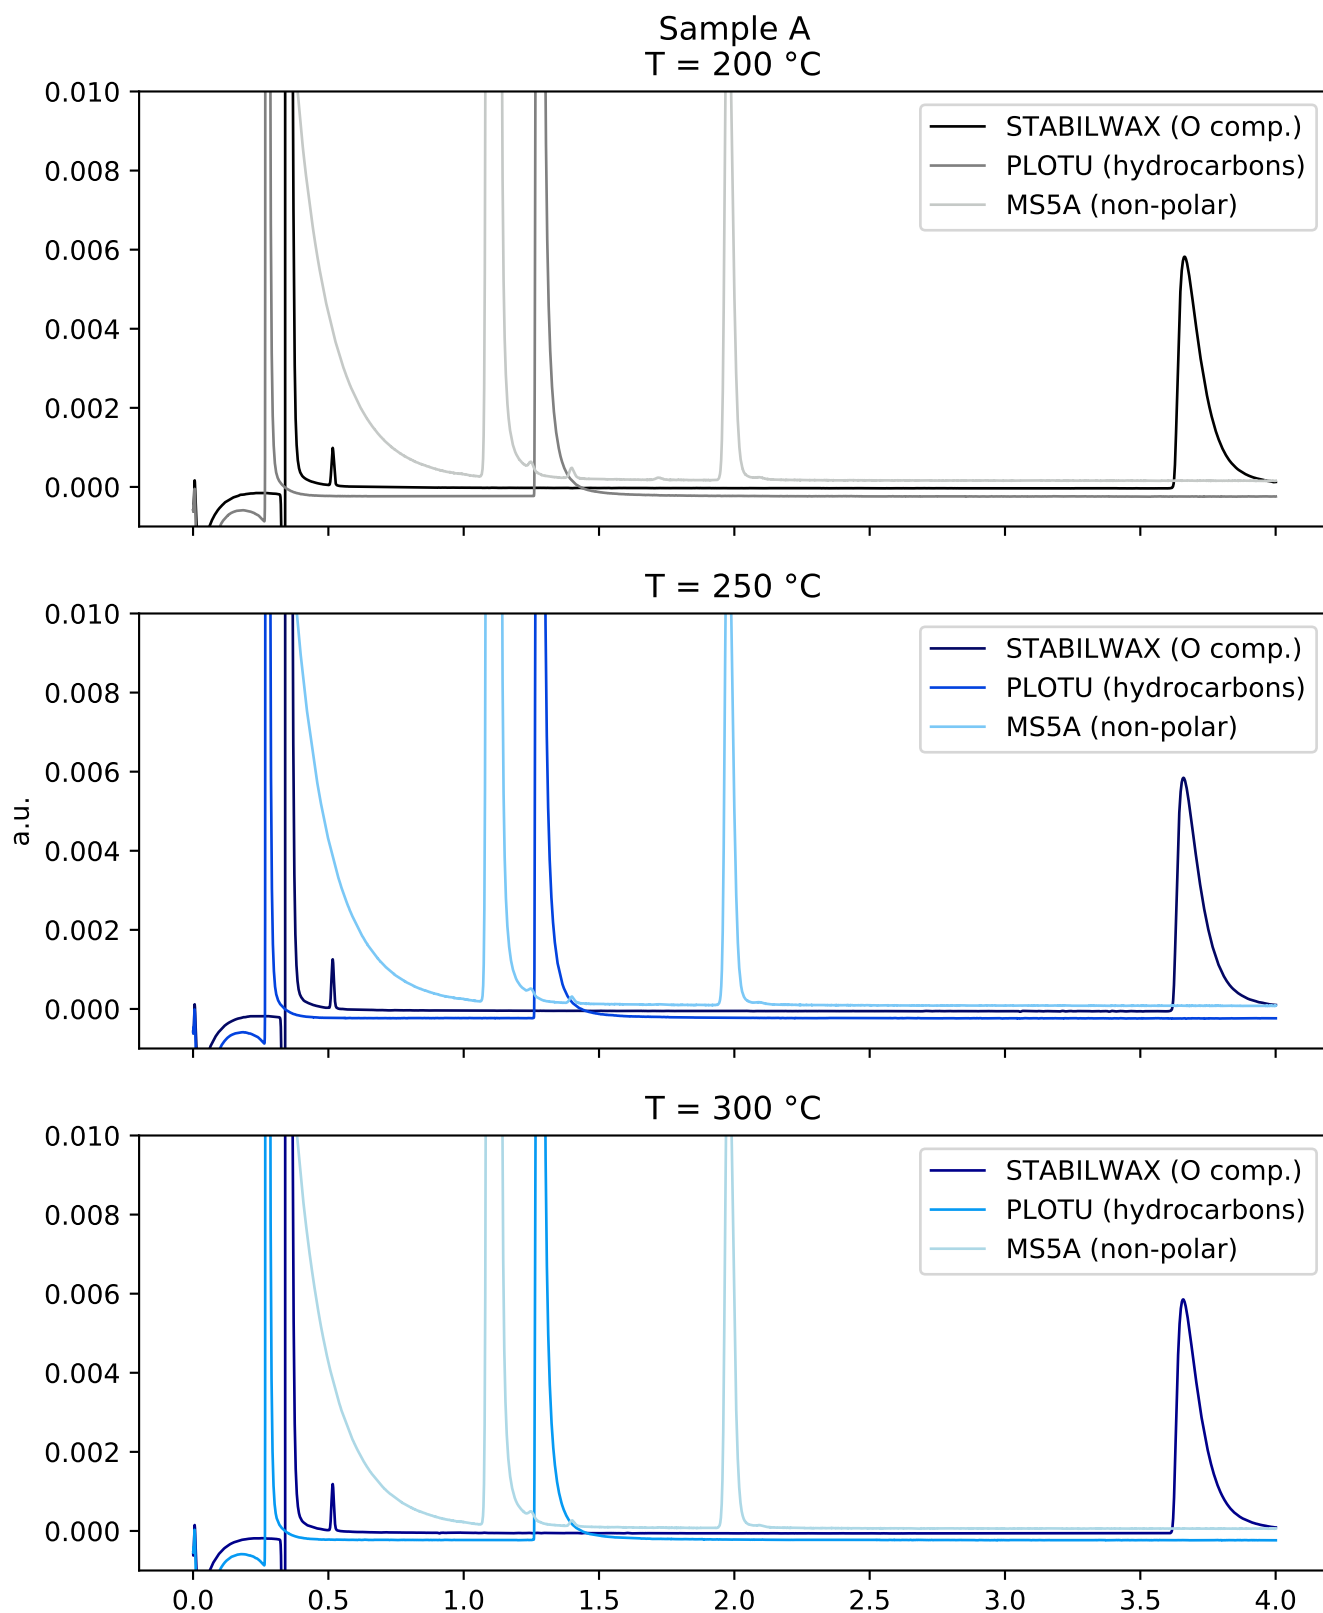 Sample A
T = 200 °C
0.010
0.008
0.006
0.004
0.002
0.000
STABILWAX (O comp.)
PLOTU (hydrocarbons)
MS5A (non-polar)
T = 250 °C
a.u.
0.010
0.008
0.006
0.004
0.002
0.000
STABILWAX (O comp.)
PLOTU (hydrocarbons)
MS5A (non-polar)
T = 300 °C
0.010
0.008
0.006
0.004
0.002
0.000
STABILWAX (O comp.)
PLOTU (hydrocarbons)
MS5A (non-polar)
0.0 0.5 1.0 1.5 2.0 2.5 3.0 3.5 4.0